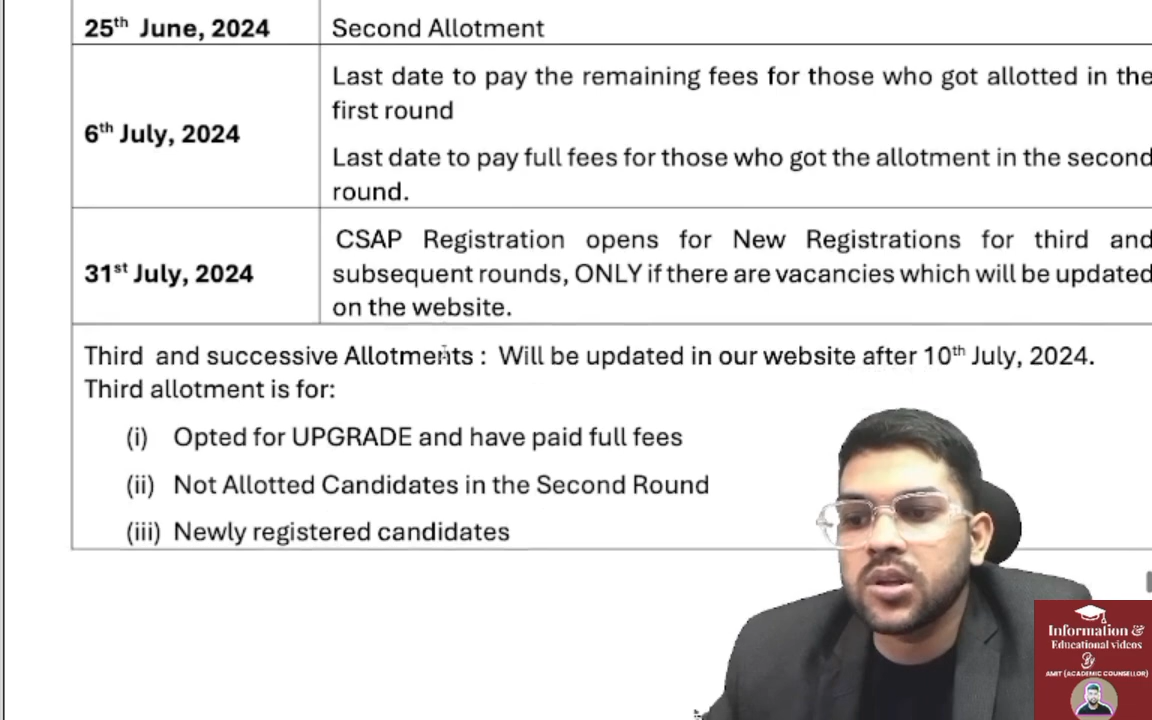 25th June, 2024
Second Allotment
6th July, 2024
Last date to pay the remaining fees for those who got allotted in the
first round
Last date to pay full fees for those who got the allotment in the second
round.
31st July, 2024
CSAP Registration opens for New Registrations for third and
subsequent rounds, ONLY if there are vacancies which will be updated
on the website.
Third and successive Allotments : Will be updated in our website after 10th July, 2024.
Third allotment is for:
(i) Opted for UPGRADE and have paid full fees
(ii) Not Allotted Candidates in the Second Round
(iii) Newly registered candidates
Information &
Educational videos
By
AMIT (ACADEMIC COUNSELLOR)